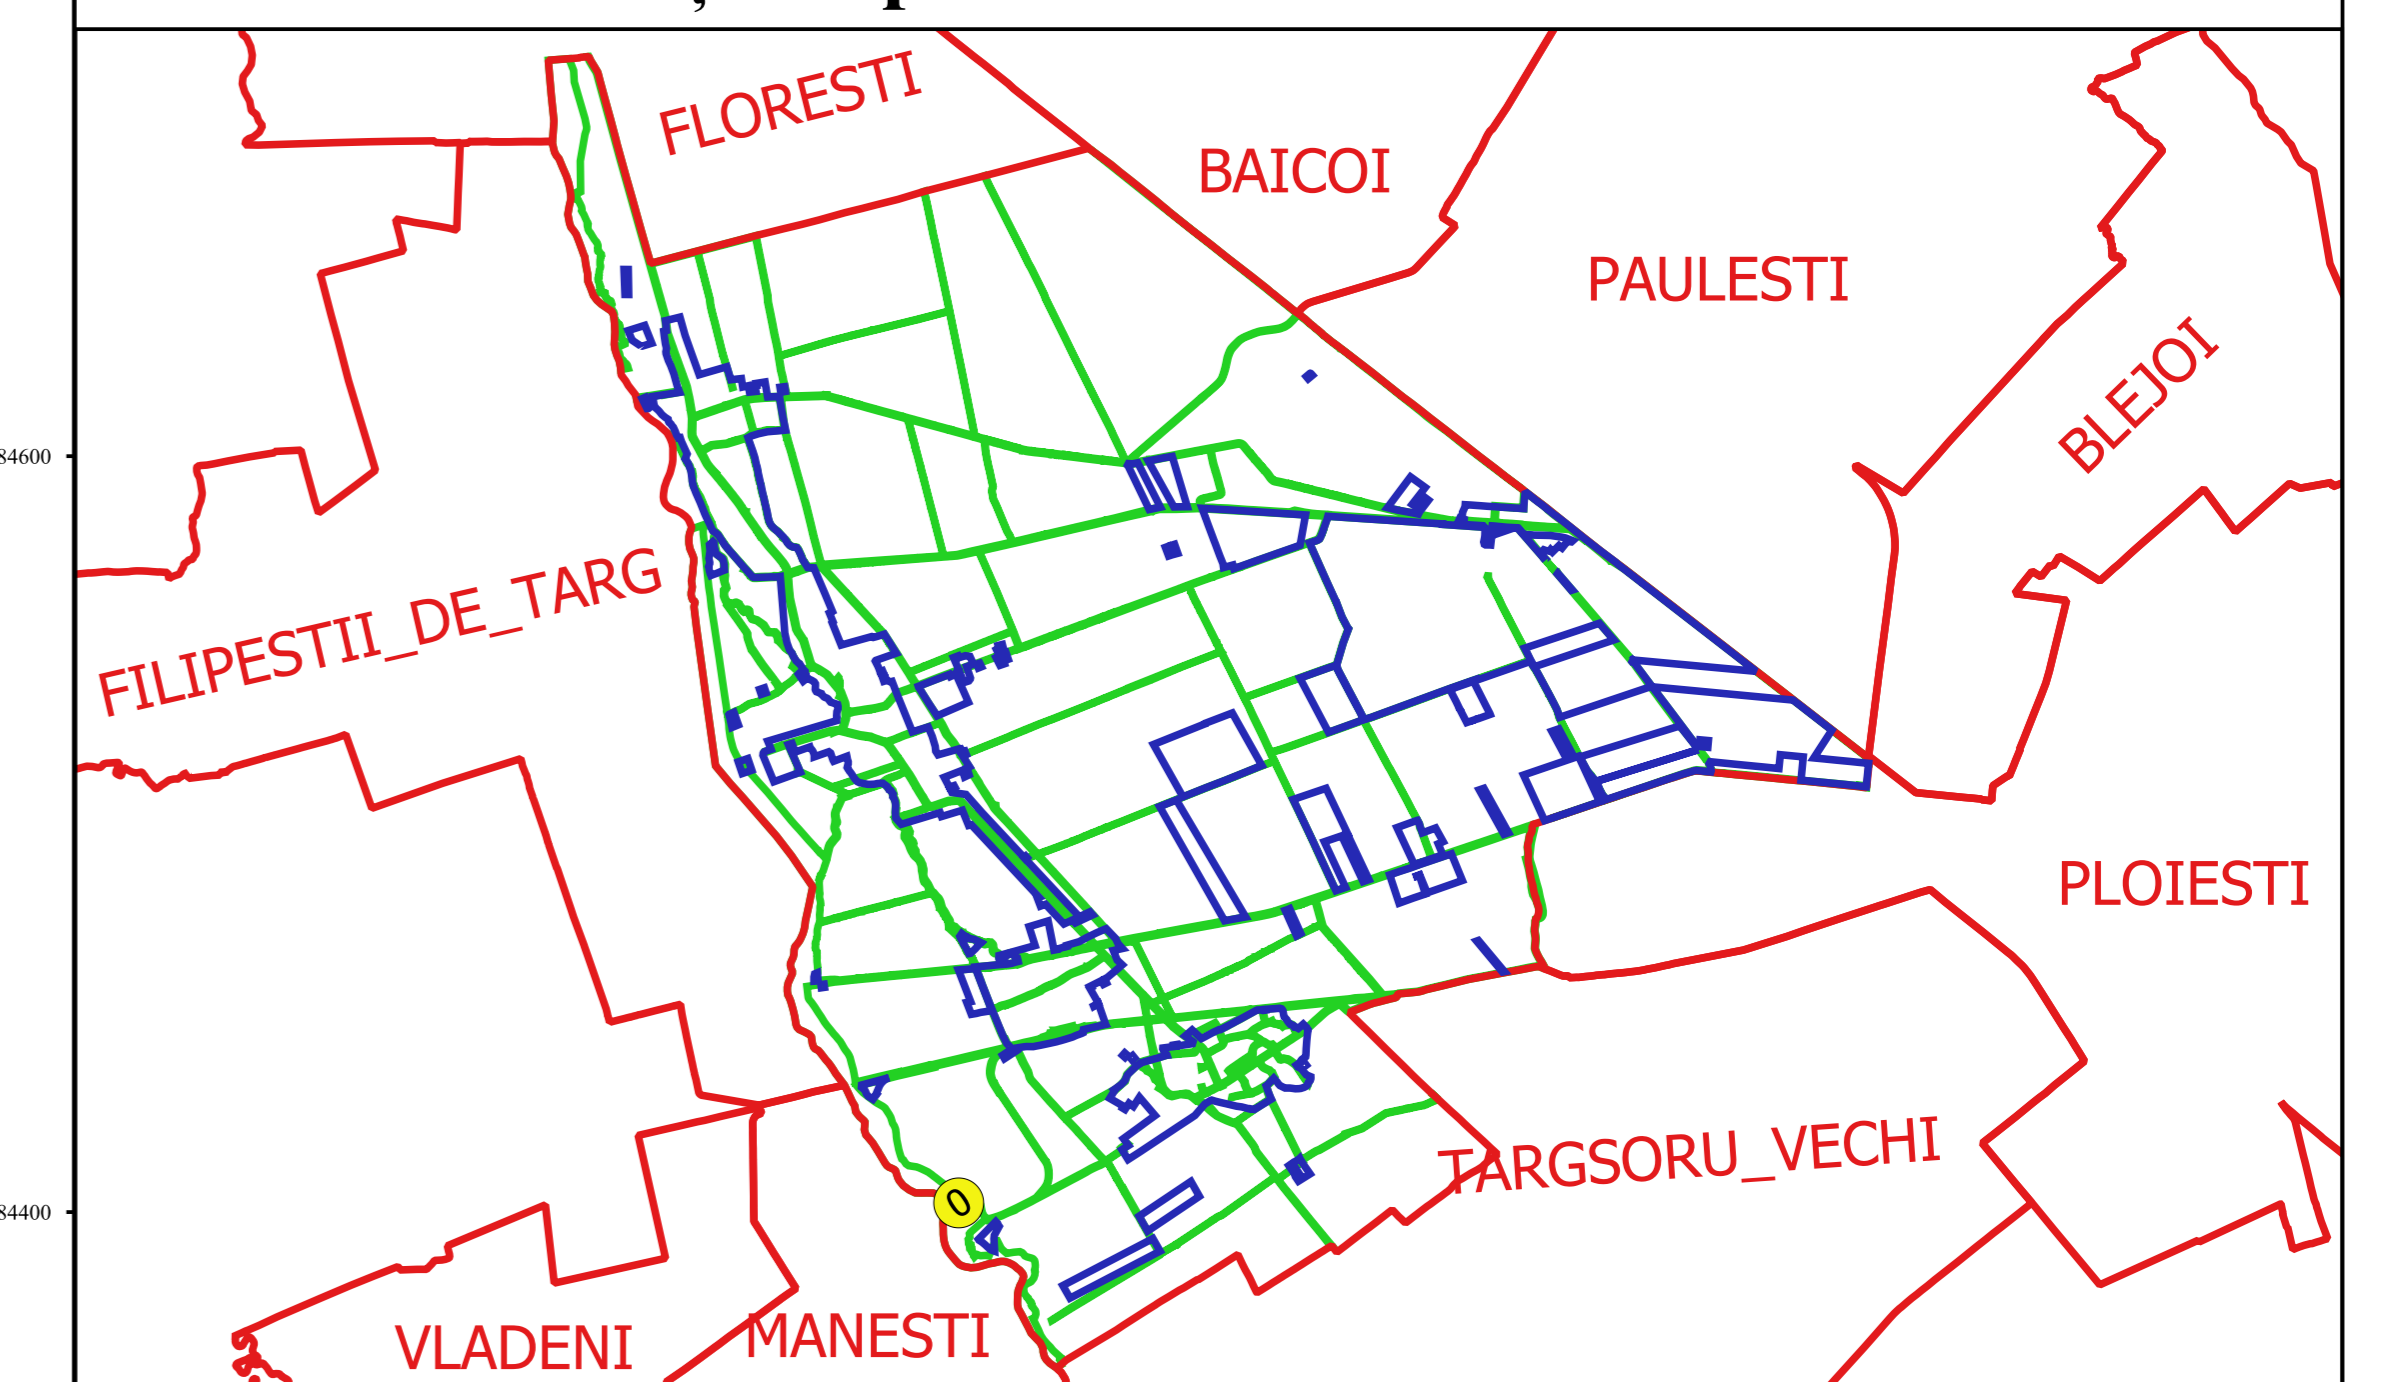 FLORESTI
BAICOI
PAULESTI
BLEJOI
84600
FILIPESTII_DE_TARG
PLOIESTI
TARGSORU_VECHI
0
84400
VLADENI
MANESTI